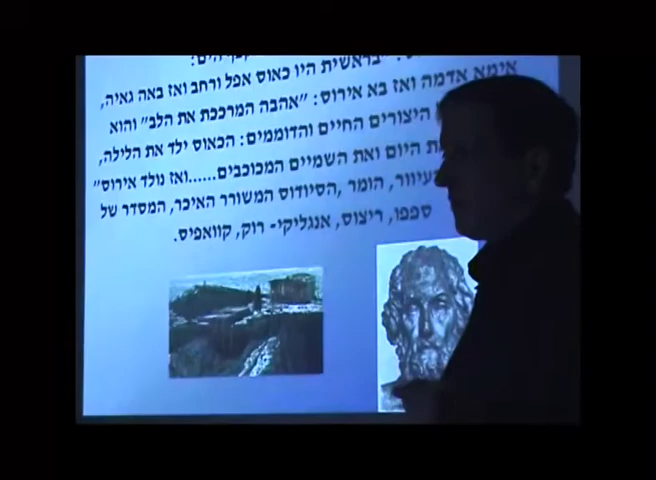 "בראשית היו כאוס אפל ורחב ואז באה גאיה,
אימא אדמה ואז בא אירוס: "אהבה המרככת את הלב" והוא
היצורים החיים והדוממים: הכאוס ילד את הלילה,
היום ואת השמיים המכוכבים......ואז נולד אירוס"
הומר, הסיודוס המשורר האיכר, המסדר של
ספפו, ריצוס, אנגליקי- רוק, קוואפיס.